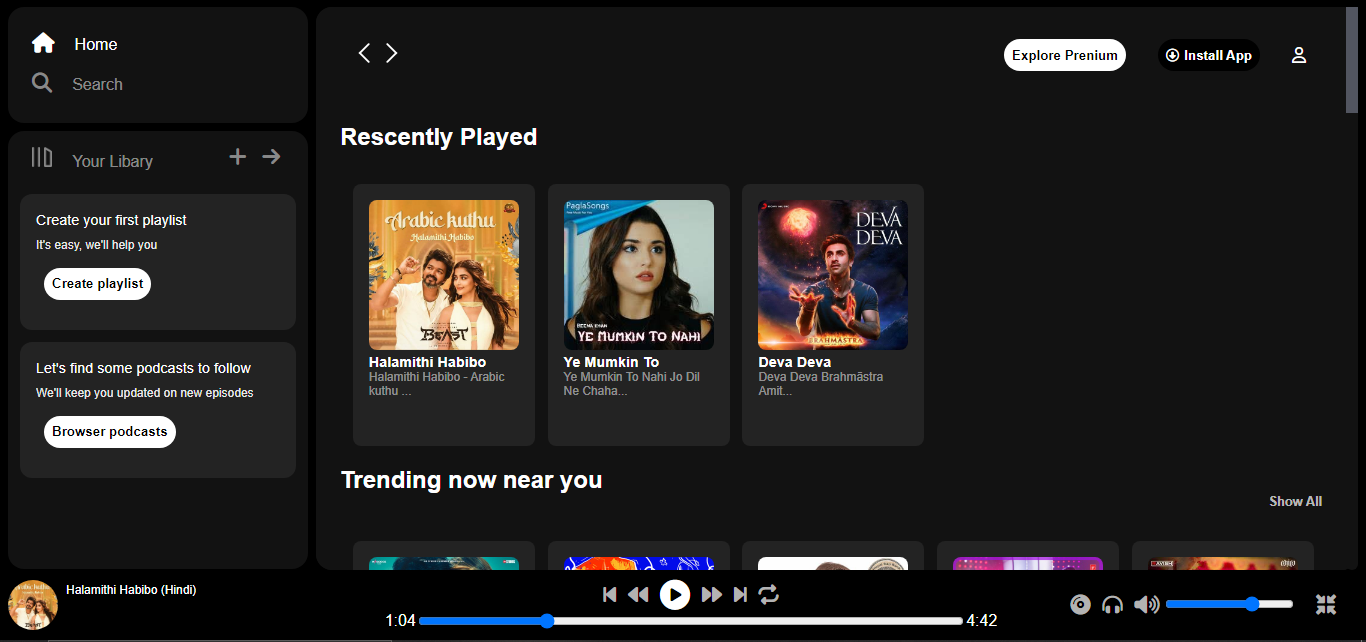 Home
Search
Your Libary
Create your first playlist
It's easy, we'll help you
Create playlist
Let's find some podcasts to follow
We'll keep you updated on new episodes
Browser podcasts
Explore Prenium
Install App
Rescently Played
Arabic kuthu
Halamithi Habibo
BEAST
Halamithi Habibo
Halamithi Habibo - Arabic
kuthu ...
PaglaSongs
BEENA KHAN
YE MUMKIN TO NAHI
Ye Mumkin To
Ye Mumkin To Nahi Jo Dil
Ne Chaha...
DEVA
DEVA
BRAHMĀSTRA
Deva Deva
Deva Deva Brahmāstra
Amit...
Trending now near you
Show All
Halamithi Habibo (Hindi)
1:04
4:42